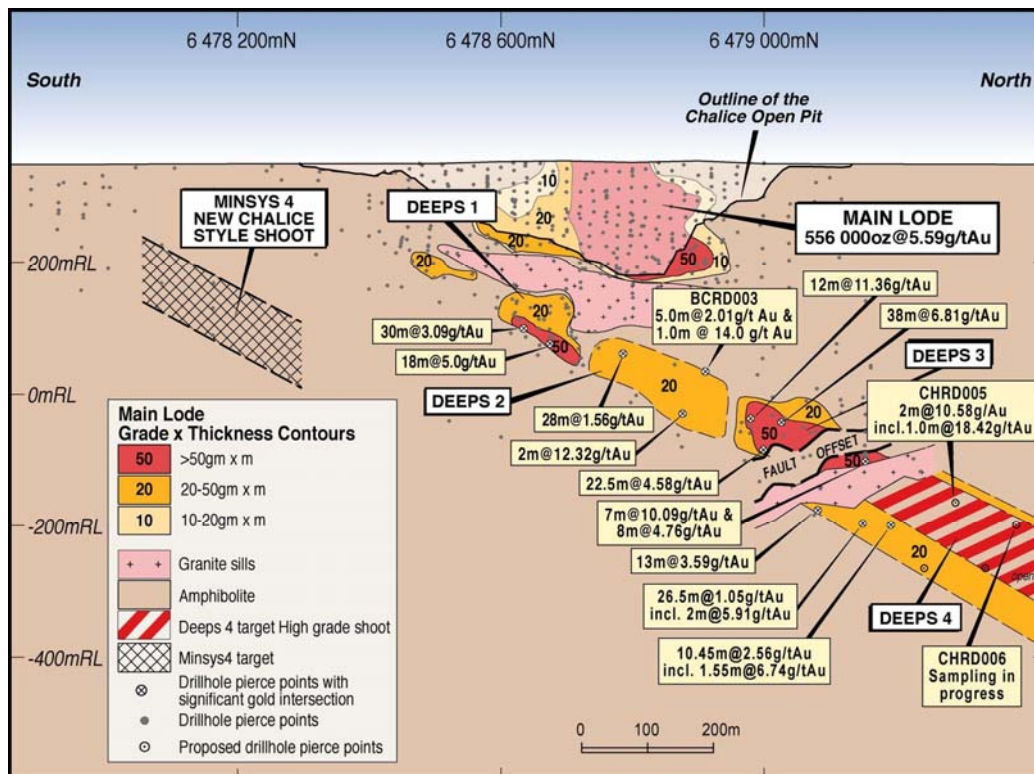 6 478 200mN
6 478 600mN
6 479 000mN
South
North
Outline of the
Chalice Open Pit
MINSYS 4
NEW CHALICE
STYLE SHOOT
DEEPS 1
10
20
20
20
50
10
MAIN LODE
556 000oz@5.59g/tAu
200mRL
12m@11.36g/tAu
BCRD003
5.0m@2.01g/t Au &
1.0m @ 14.0 g/t Au
38m@6.81g/tAu
20
30m@3.09g/tAu
50
18m@5.0g/tAu
DEEPS 3
0mRL
DEEPS 2
20
CHRD005
2m@10.58g/Au
incl.1.0m@18.42g/tAu
20
50
28m@1.56g/tAu
2m@12.32g/tAu
FAULT OFFSET
50
22.5m@4.58g/tAu
7m@10.09g/tAu &
8m@4.76g/tAu
-200mRL
13m@3.59g/tAu
20
open
26.5m@1.05g/tAu
incl. 2m@5.91g/tAu
DEEPS 4
10.45m@2.56g/tAu
incl. 1.55m@6.74g/tAu
CHRD006
Sampling in
progress
-400mRL
0 100 200m
Main Lode
Grade x Thickness Contours
50 >50gm x m
20 20-50gm x m
10 10-20gm x m
Granite sills
Amphibolite
Deeps 4 target High grade shoot
Minsys4 target
Drillhole pierce points with
significant gold intersection
Drillhole pierce points
Proposed drillhole pierce points